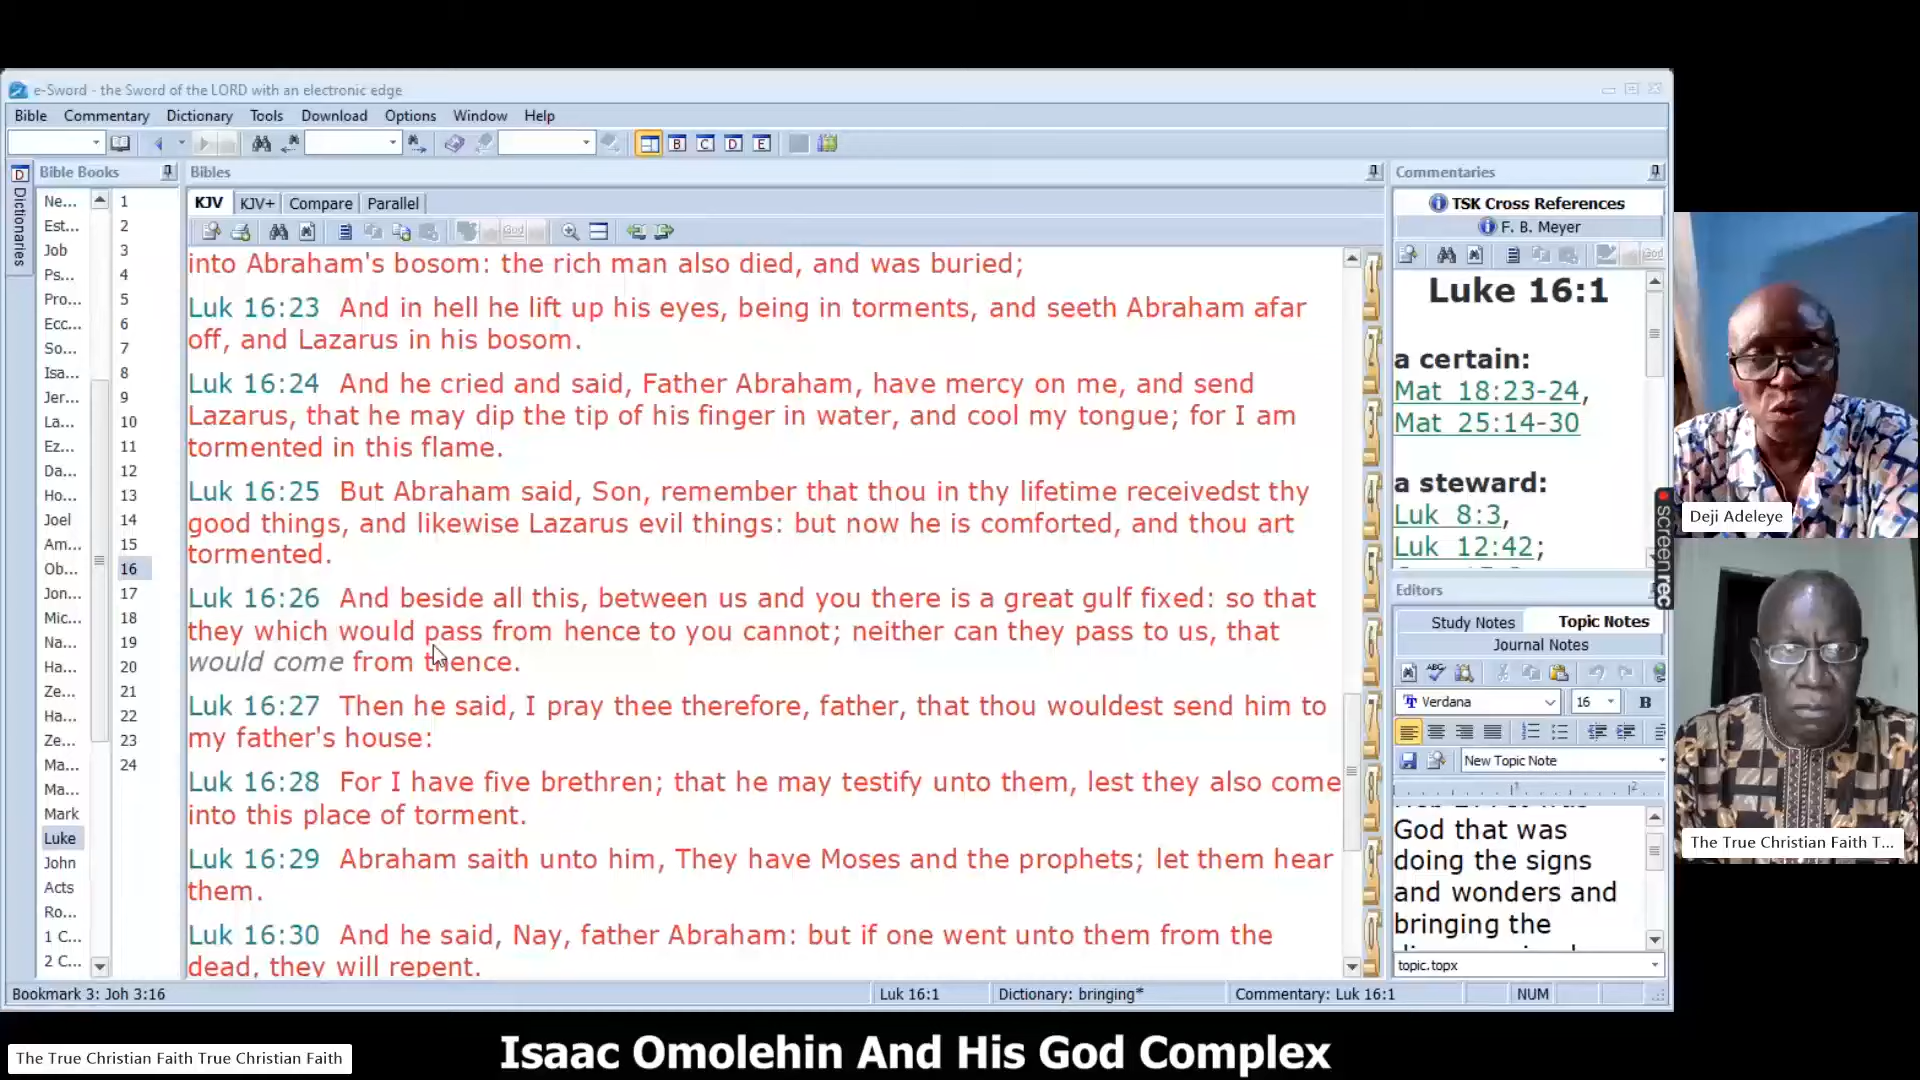 e-Sword - the Sword of the LORD with an electronic edge
Bible Commentary Dictionary Tools Download Options Window Help
B C D E
D Bible Books
Dictionaries
Ne... 1
Est... 2
Job 3
Ps... 4
Pro... 5
Ecc... 6
So... 7
Isa... 8
Jer... 9
La... 10
Ez... 11
Da... 12
Ho... 13
Joel 14
Am... 15
Ob... 16
Jon... 17
Mic... 18
Na... 19
Ha... 20
Ze... 21
Ha... 22
Ze... 23
Ma... 24
Ma...
Mark
Luke
John
Acts
Ro...
1 C...
2 C...
Bibles
KJV KJV+ Compare Parallel
God
into Abraham's bosom: the rich man also died, and was buried;
Luk 16:23 And in hell he lift up his eyes, being in torments, and seeth Abraham afar
off, and Lazarus in his bosom.
Luk 16:24 And he cried and said, Father Abraham, have mercy on me, and send
Lazarus, that he may dip the tip of his finger in water, and cool my tongue; for I am
tormented in this flame.
Luk 16:25 But Abraham said, Son, remember that thou in thy lifetime receivedst thy
good things, and likewise Lazarus evil things: but now he is comforted, and thou art
tormented.
Luk 16:26 And beside all this, between us and you there is a great gulf fixed: so that
they which would pass from hence to you cannot; neither can they pass to us, that
would come from thence.
Luk 16:27 Then he said, I pray thee therefore, father, that thou wouldest send him to
my father's house:
Luk 16:28 For I have five brethren; that he may testify unto them, lest they also come
into this place of torment.
Luk 16:29 Abraham saith unto him, They have Moses and the prophets; let them hear
them.
Luk 16:30 And he said, Nay, father Abraham: but if one went unto them from the
dead, they will repent.
1
2
3
4
5
6
7
8
9
0
Commentaries
TSK Cross References
F. B. Meyer
God
Luke 16:1
a certain:
Mat 18:23-24,
Mat 25:14-30
a steward:
Luk 8:3,
Luk 12:42;
Editors
Study Notes Topic Notes
Journal Notes
ABC
Verdana 16 B
New Topic Note
1 2
God that was
doing the signs
and wonders and
bringing the
topic.topx
Bookmark 3: Joh 3:16 Luk 16:1 Dictionary: bringing* Commentary: Luk 16:1 NUM
screenrec
Deji Adeleye
The True Christian Faith T...
The True Christian Faith True Christian Faith
Isaac Omolehin And His God Complex